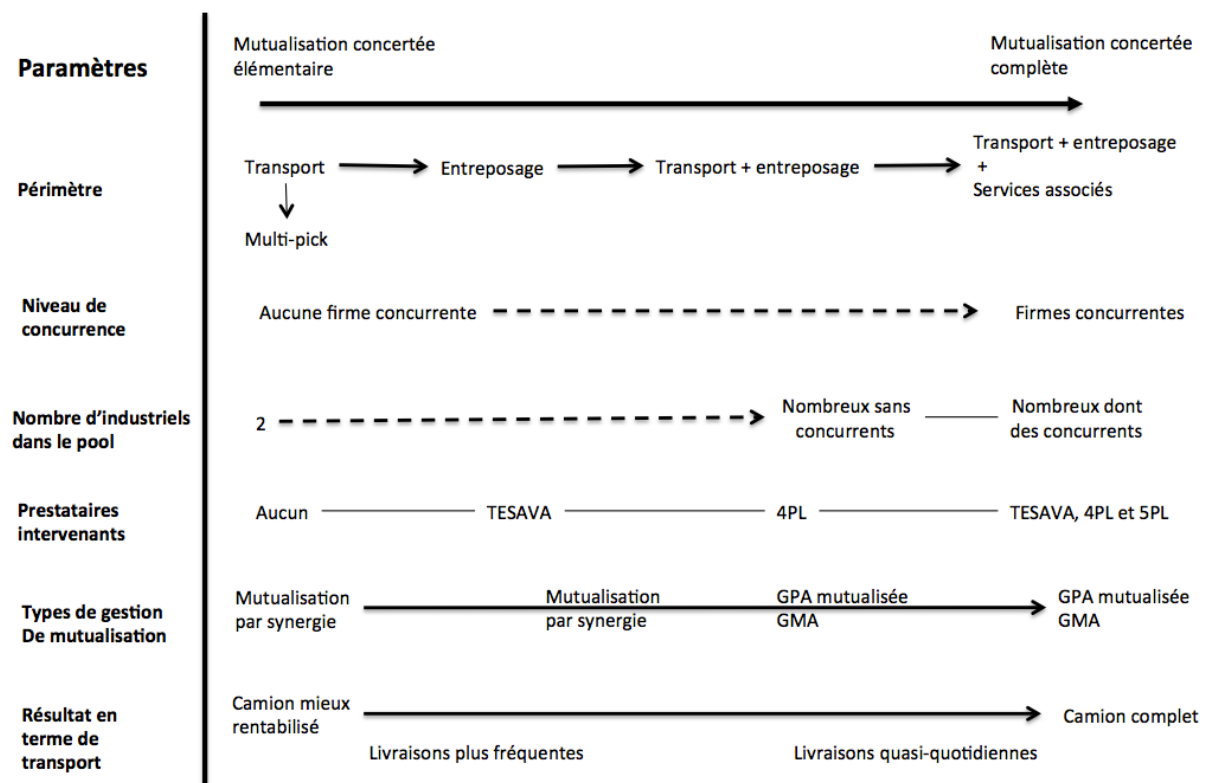 Paramètres
Mutualisation concertée
élémentaire
Mutualisation concertée
complète
Périmètre
Transport
Entreposage
Transport + entreposage
Transport + entreposage
+
Services associés
Multi-pick
Niveau de
concurrence
Aucune firme concurrente
Firmes concurrentes
Nombre d'industriels
dans le pool
2
Nombreux sans
concurrents
Nombreux dont
des concurrents
Prestataires
intervenants
Aucun
TESAVA
4PL
TESAVA, 4PL et 5PL
Types de gestion
De mutualisation
Mutualisation
par synergie
Mutualisation
par synergie
GPA mutualisée
GMA
GPA mutualisée
GMA
Résultat en
terme de
transport
Camion mieux
rentabilisé
Camion complet
Livraisons plus fréquentes
Livraisons quasi-quotidiennes